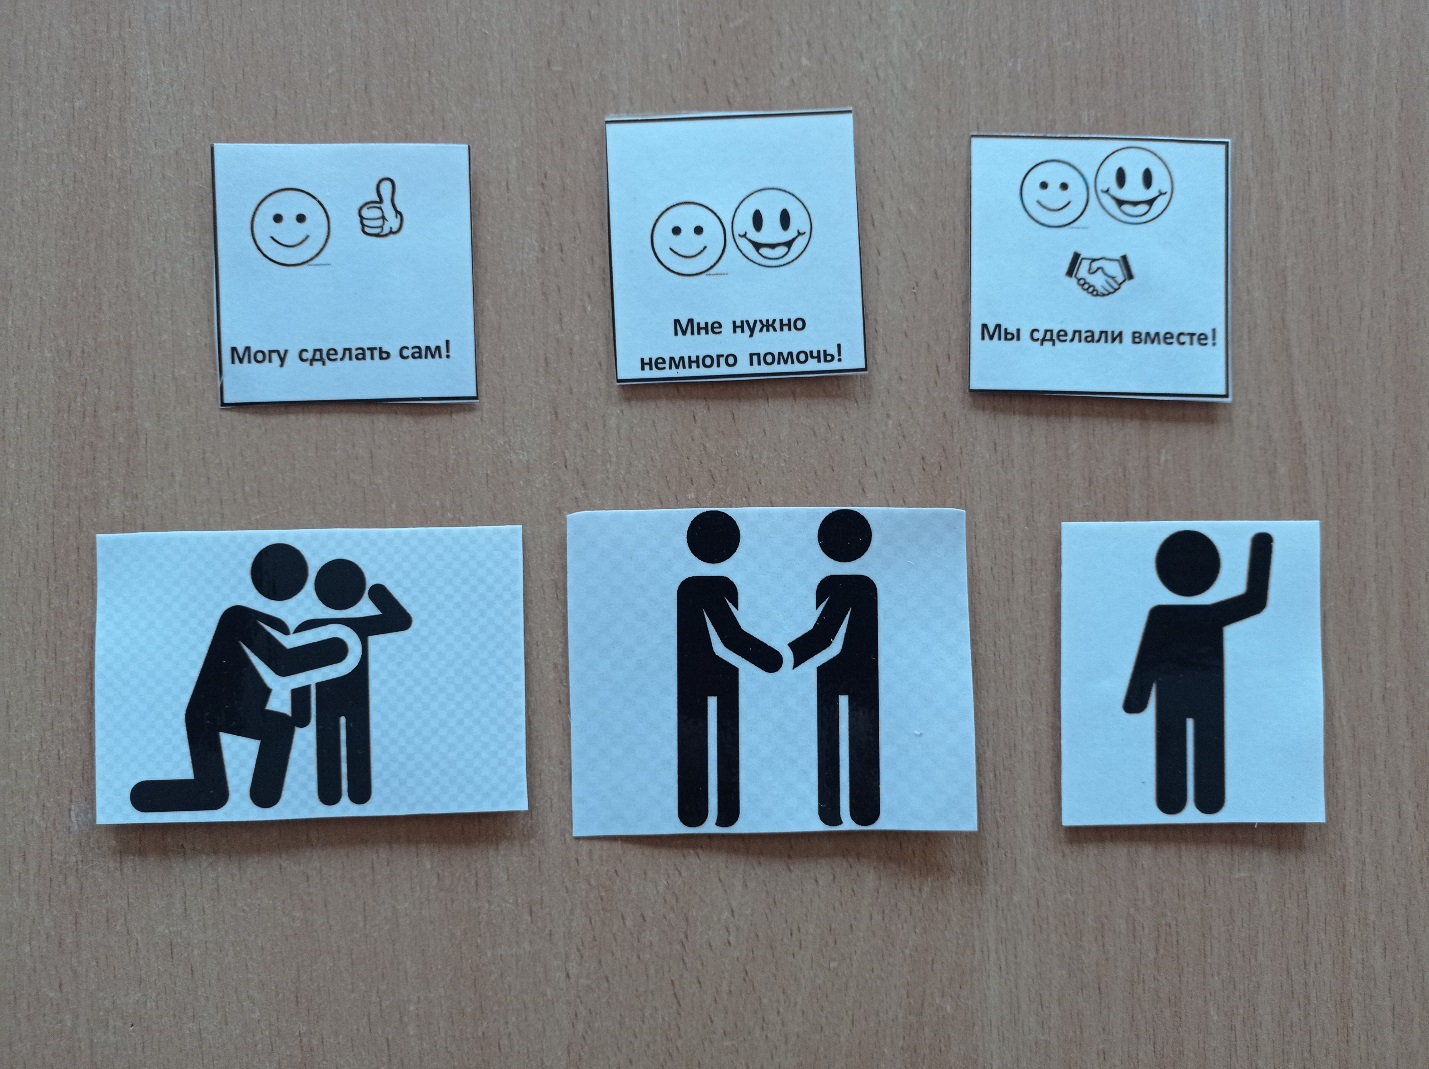 Могу сделать сам!
Мне нужно
немного помочь!
Мы сделали вместе!